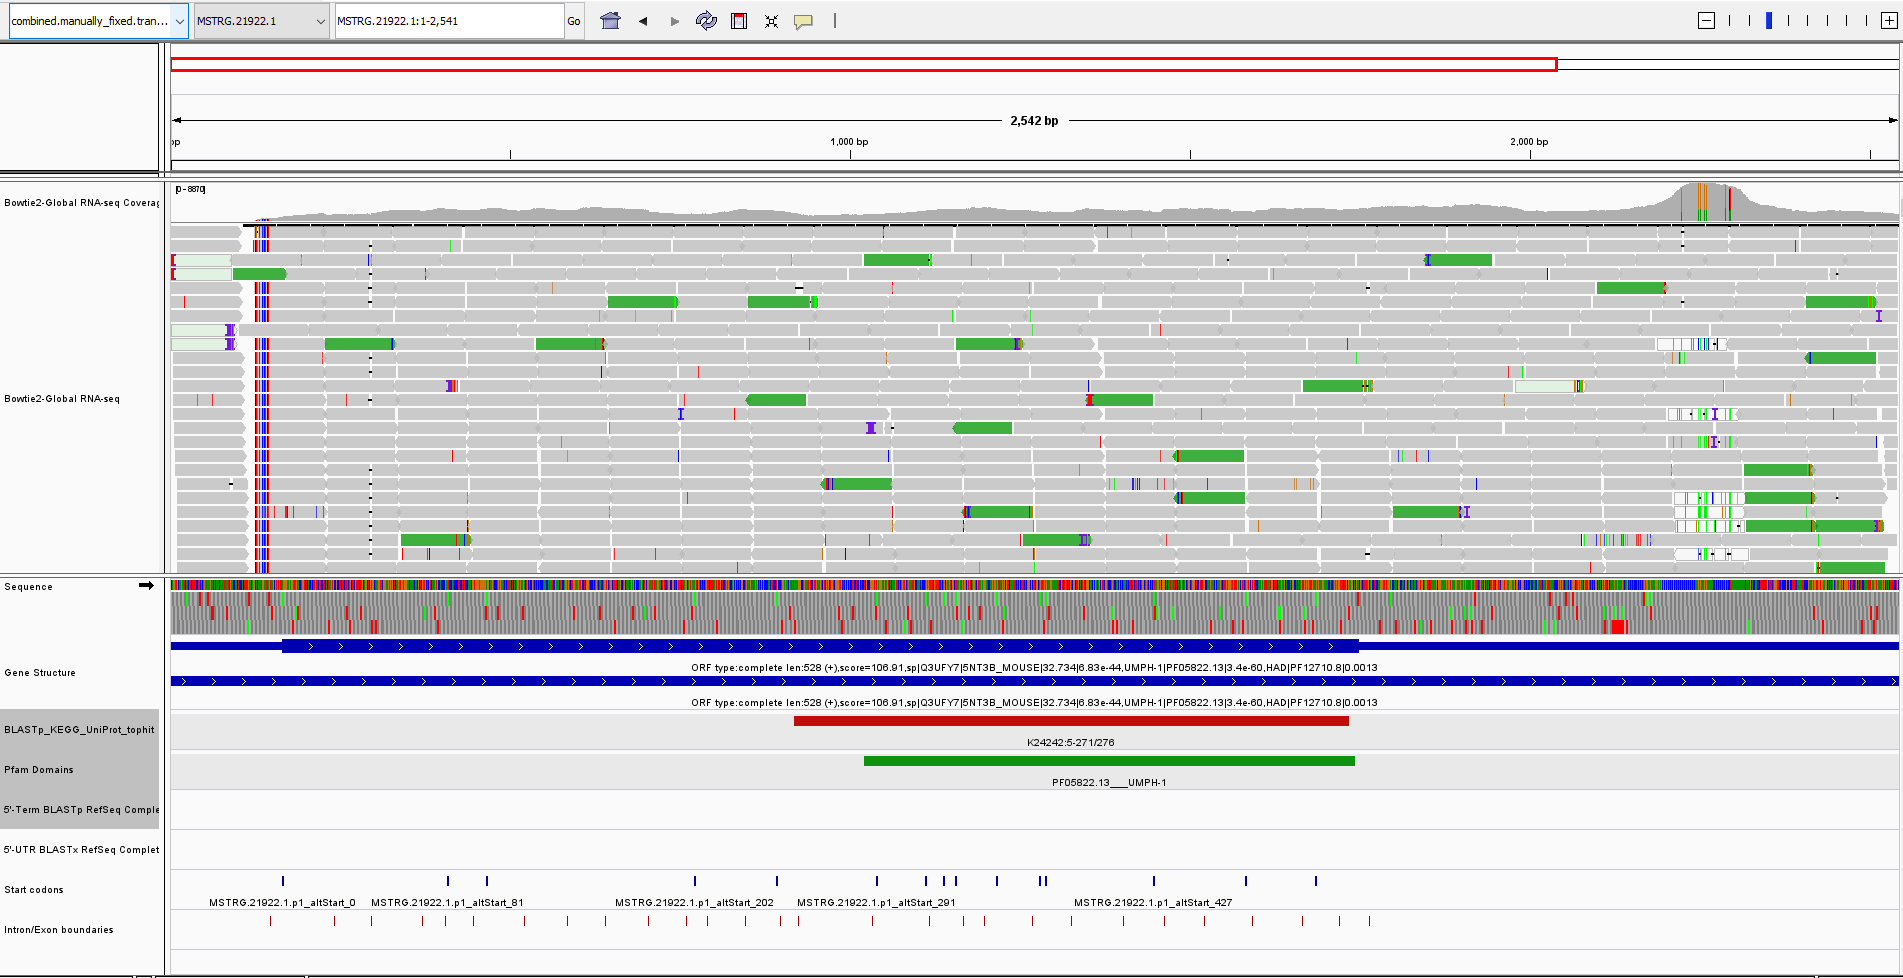 combined.manually_fixed.tran... MSTRG.21922.1 MSTRG.21922.1:1-2,541 Go
2,542 bp
bp 1,000 bp 2,000 bp
[0 - 8870]
Bowtie2-Global RNA-seq Coverag
Bowtie2-Global RNA-seq
Sequence
ORF type:complete len:528 (+),score=106.91,sp|Q3UFY7|5NT3B_MOUSE|32.734|6.83e-44,UMPH-1|PF05822.13|3.4e-60,HAD|PF12710.8|0.0013
Gene Structure
ORF type:complete len:528 (+),score=106.91,sp|Q3UFY7|5NT3B_MOUSE|32.734|6.83e-44,UMPH-1|PF05822.13|3.4e-60,HAD|PF12710.8|0.0013
BLASTp_KEGG_UniProt_tophit
K24242:5-271/276
Pfam Domains
PF05822.13___UMPH-1
5'-Term BLASTp RefSeq Comple
5'-UTR BLASTx RefSeq Complet
Start codons
MSTRG.21922.1.p1_altStart_0 MSTRG.21922.1.p1_altStart_81 MSTRG.21922.1.p1_altStart_202 MSTRG.21922.1.p1_altStart_291 MSTRG.21922.1.p1_altStart_427
Intron/Exon boundaries